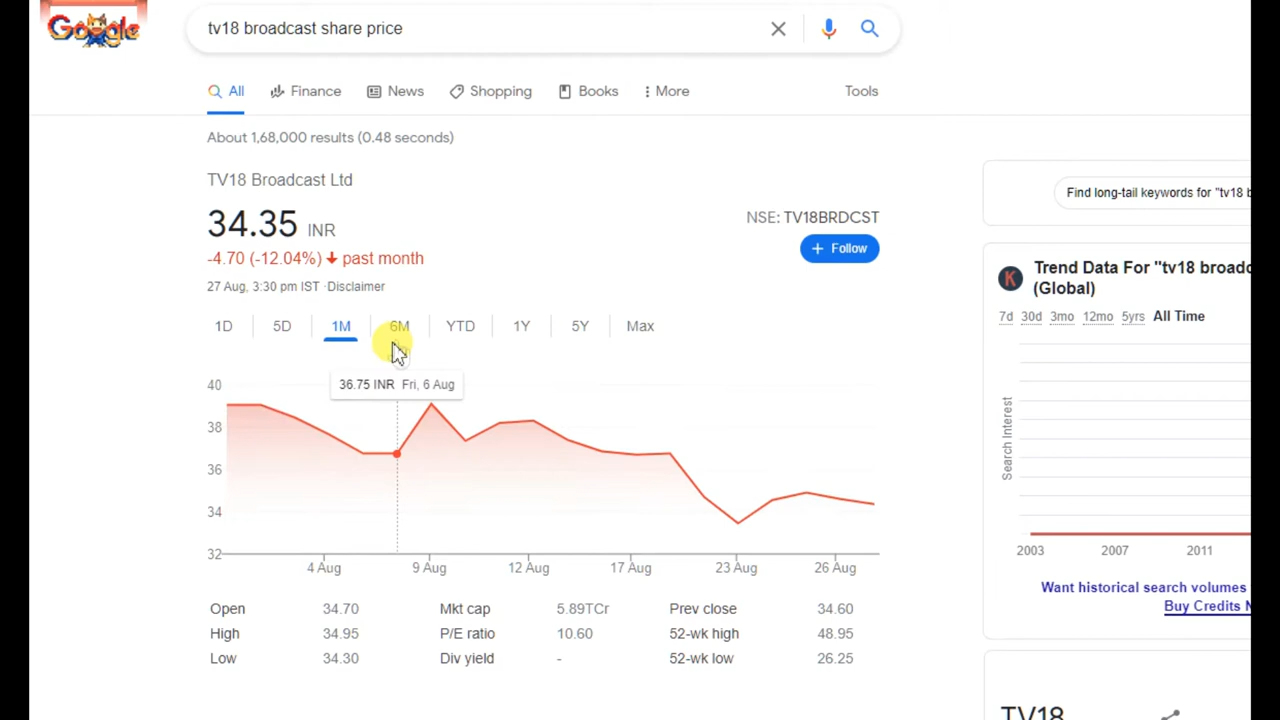 Google
tv18 broadcast share price
All Finance News Shopping Books More Tools
About 1,68,000 results (0.48 seconds)
TV18 Broadcast Ltd
34.35 INR
NSE: TV18BRDCST
-4.70 (-12.04%) past month
+ Follow
27 Aug, 3:30 pm IST · Disclaimer
1D 5D 1M 6M YTD 1Y 5Y Max
36.75 INR Fri, 6 Aug
40
38
36
34
32
4 Aug 9 Aug 12 Aug 17 Aug 23 Aug 26 Aug
Open 34.70 Mkt cap 5.89TCr Prev close 34.60
High 34.95 P/E ratio 10.60 52-wk high 48.95
Low 34.30 Div yield - 52-wk low 26.25
Find long-tail keywords for "tv18 b
K
Trend Data For "tv18 broadc
(Global)
7d 30d 3mo 12mo 5yrs All Time
Search Interest
2003 2007 2011
Want historical search volumes
Buy Credits N
TV18